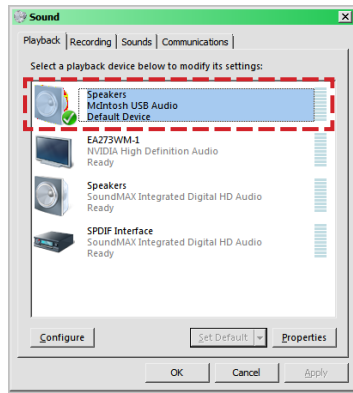 Sound
Playback Recording Sounds Communications
Select a playback device below to modify its settings:
Speakers
McIntosh USB Audio
Default Device
EA273WM-1
NVIDIA High Definition Audio
Ready
Speakers
SoundMAX Integrated Digital HD Audio
Ready
SPDIF Interface
SoundMAX Integrated Digital HD Audio
Ready
Configure Set Default Properties
OK Cancel Apply